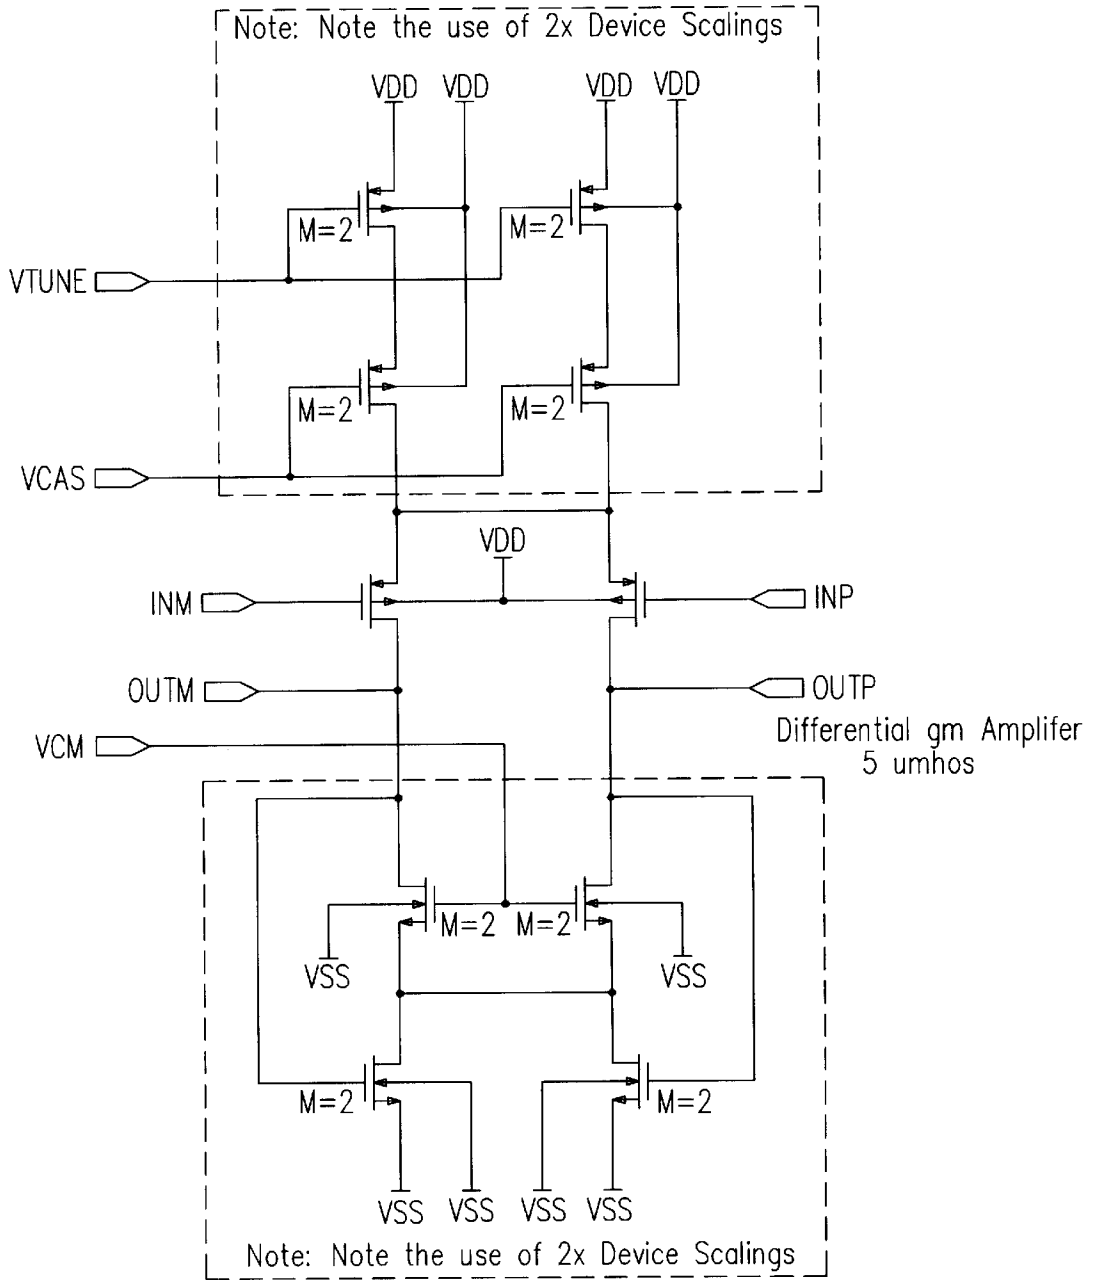 Note: Note the use of 2x Device Scalings
VDD VDD VDD VDD
M=2 M=2
VTUNE
M=2 M=2
VCAS
VDD
INM INP
OUTM OUTP
Differential gm Amplifer
VCM
5 umhos
M=2 M=2
VSS VSS
M=2 M=2
VSS VSS VSS VSS
Note: Note the use of 2x Device Scalings